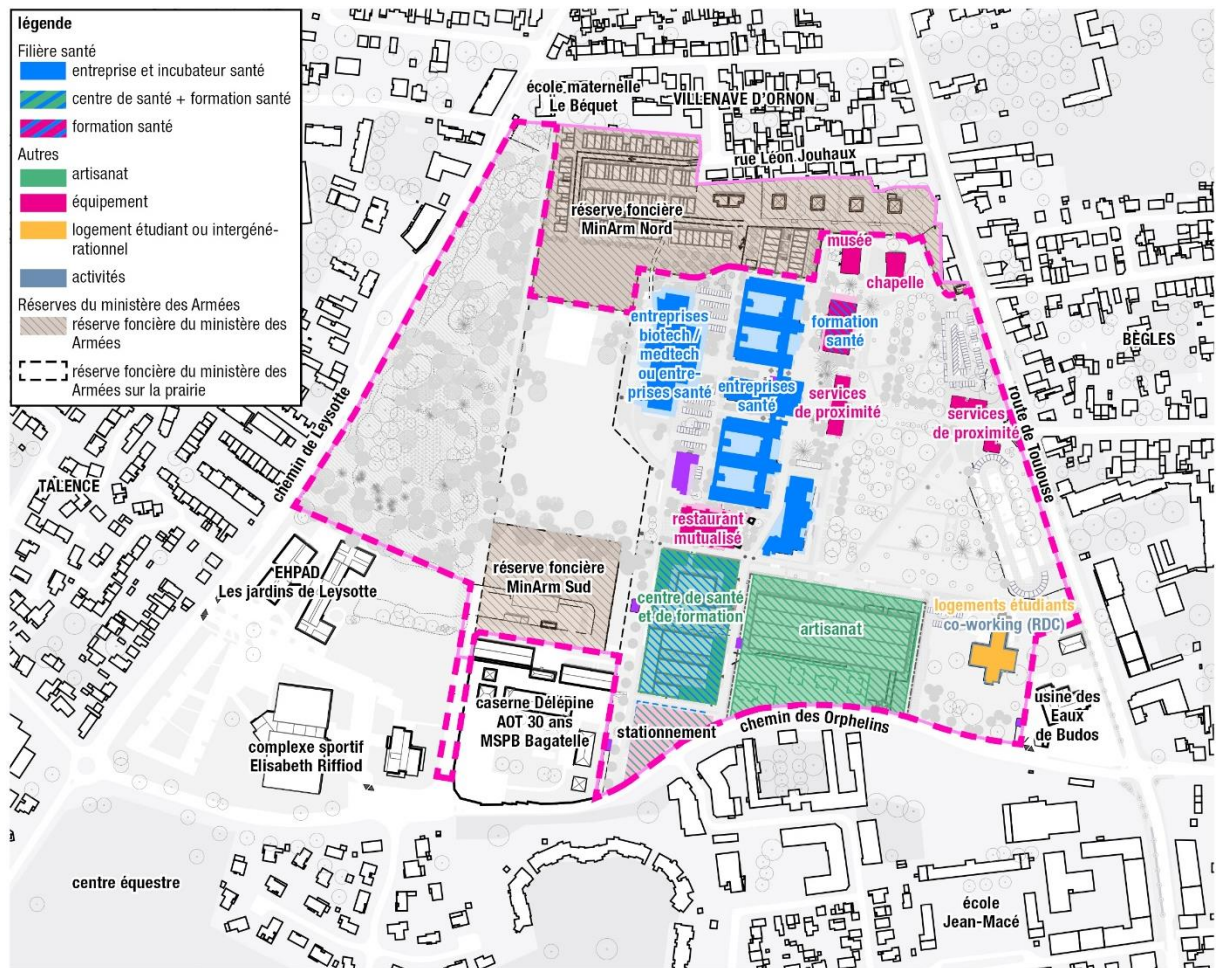 légende
Filière santé
entreprise et incubateur santé
centre de santé + formation santé
formation santé
Autres
artisanat
équipement
logement étudiant ou intergéné-
rationnel
activités
Réserves du ministère des Armées
réserve foncière du ministère des
Armées
réserve foncière du ministère des
Armées sur la prairie
école maternelle
Le Béquet
VILLENAVE D'ORNON
rue Léon Jouhaux
réserve foncière
MinArm Nord
musée
chapelle
entreprises
biotech /
medtech
ou entre-
prises santé
formation
santé
BÈGLES
entreprises
santé
services
de proximité
services
de proximité
route de Toulouse
chemin de Leysotte
TALENCE
restaurant
mutualisé
EHPAD
Les jardins de Leysotte
réserve foncière
MinArm Sud
centre de santé
et de formation
artisanat
logements étudiants
co-working (RDC)
caserne Délépine
AOT 30 ans
MSPB Bagatelle
stationnement
chemin des Orphelins
usine des
Eaux
de Budos
complexe sportif
Elisabeth Riffiod
centre équestre
école
Jean-Macé